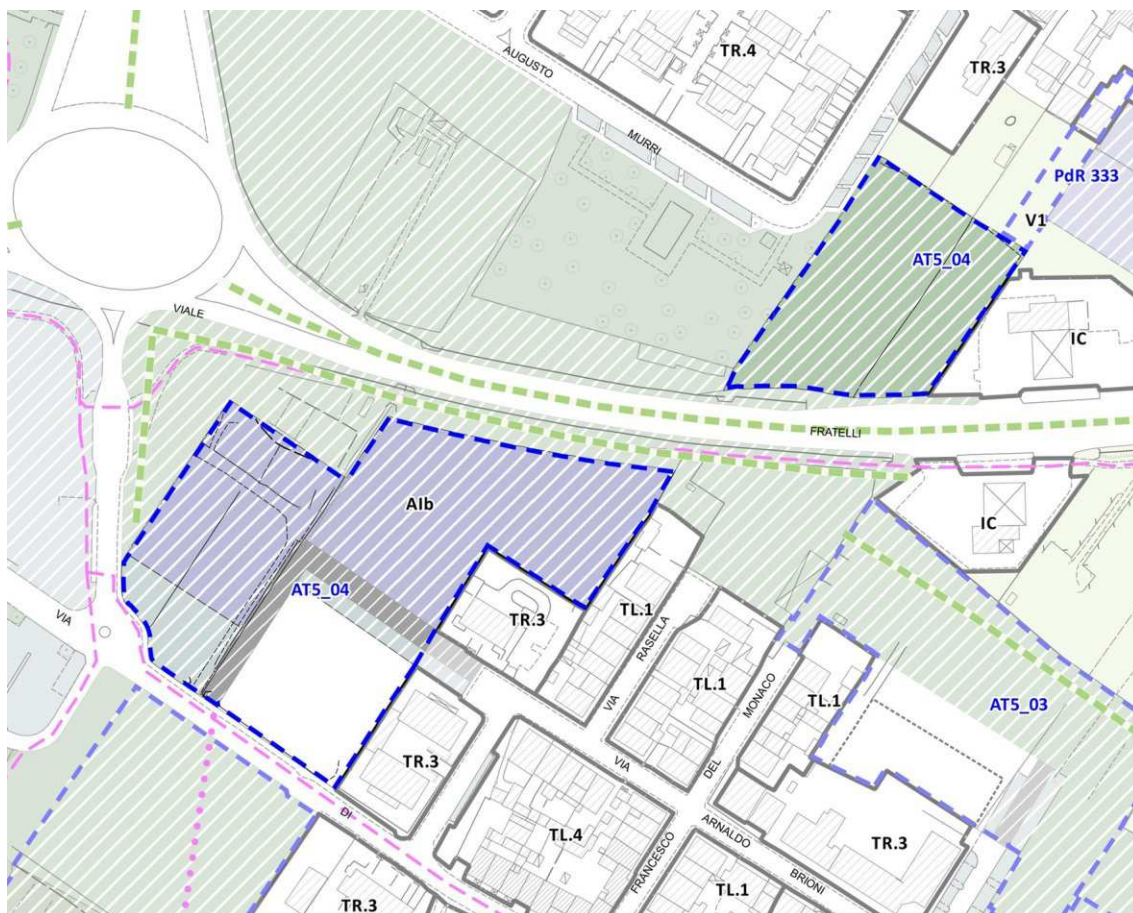 TR.4
TR.3
AUGUSTO
MURRI
PdR 333
V1
AT5_04
IC
VIALE
FRATELLI
IC
AIb
AT5_04
TR.3
TL.1
VIA
RASELLA
VIA
TL.1
TL.1
MONACO
DEL
AT5_03
TR.3
VIA
DI
TL.4
FRANCESCO
ARNALDO
BRIONI
TR.3
TL.1
TR.3